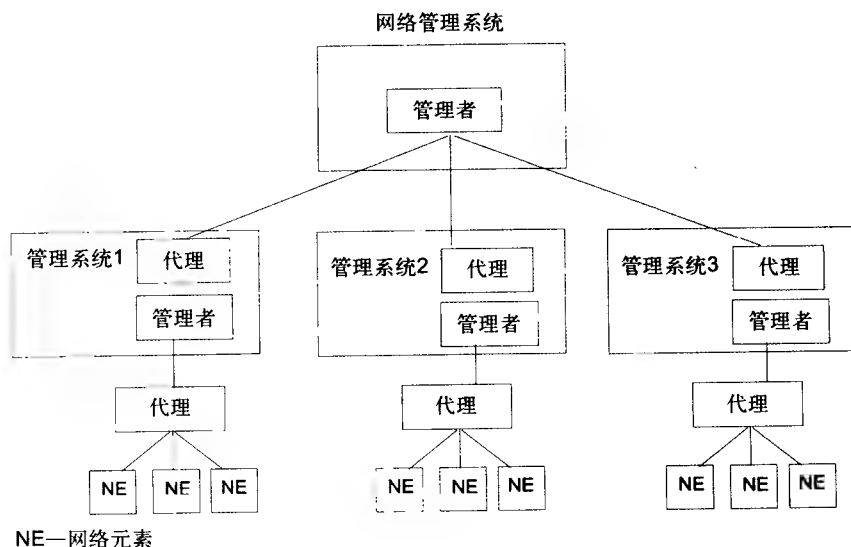 网络管理系统
管理者
管理系统1
代理
管理者
管理系统2
代理
管理者
管理系统3
代理
管理者
代理
代理
代理
NE NE NE
NE NE NE
NE NE NE
NE—网络元素